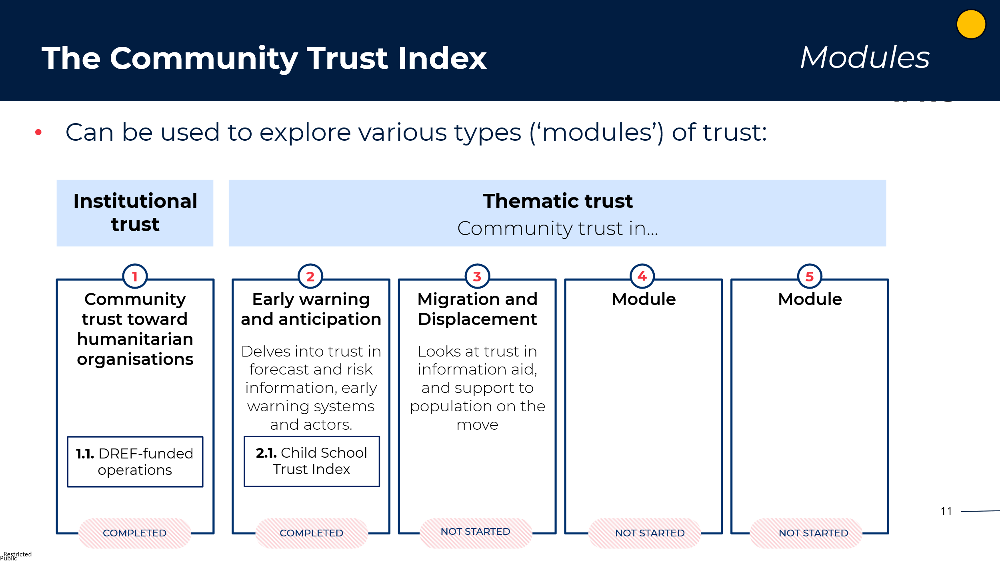 The Community Trust Index
Modules
• Can be used to explore various types (‘modules’) of trust:
Institutional
trust
Thematic trust
Community trust in...
1
Community
trust toward
humanitarian
organisations
1.1. DREF-funded
operations
COMPLETED
2
Early warning
and anticipation
Delves into trust in
forecast and risk
information, early
warning systems
and actors.
2.1. Child School
Trust Index
COMPLETED
3
Migration and
Displacement
Looks at trust in
information aid,
and support to
population on the
move
NOT STARTED
4
Module
NOT STARTED
5
Module
NOT STARTED
11
Restricted
Public